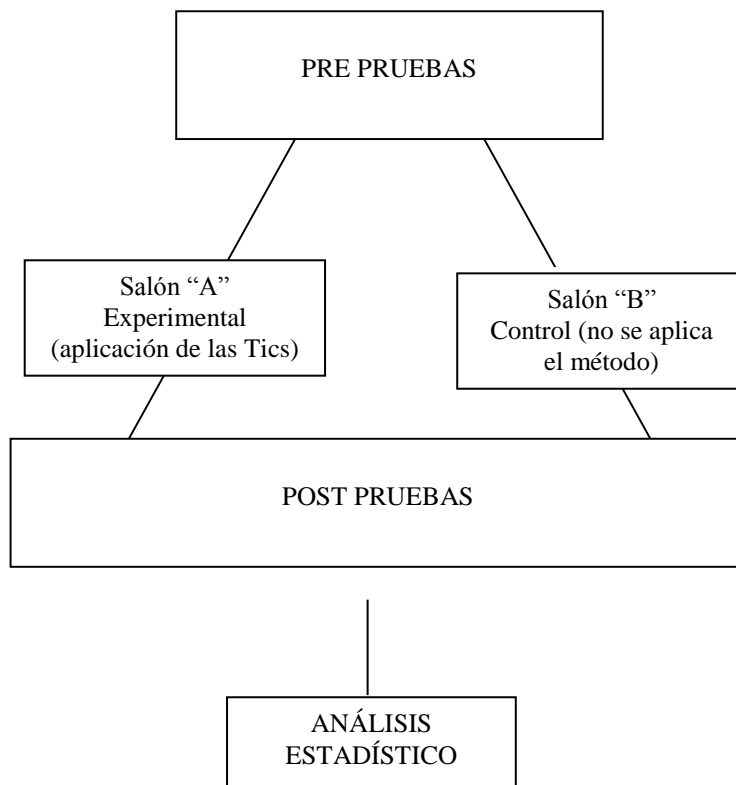 PRE PRUEBAS
Salón “A”
Experimental
(aplicación de las Tics)
Salón “B”
Control (no se aplica
el método)
POST PRUEBAS
ANÁLISIS
ESTADÍSTICO